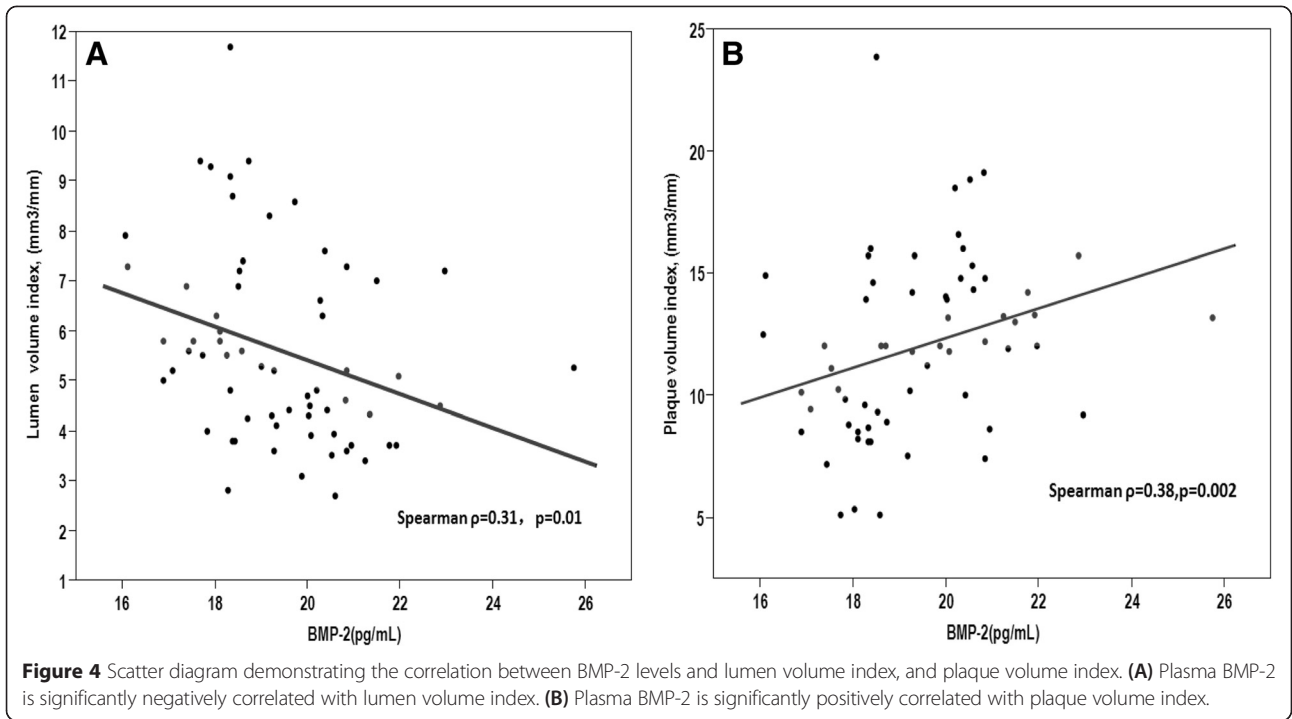 A
12
11
10
9
8
7
6
5
4
3
2
1
Lumen volume index, (mm3/mm)
Spearman ρ=0.31, p=0.01
16 18 20 22 24 26
BMP-2(pg/mL)
B
25
20
15
10
5
Plaque volume index, (mm3/mm)
Spearman ρ=0.38,p=0.002
16 18 20 22 24 26
BMP-2(pg/mL)
Figure 4 Scatter diagram demonstrating the correlation between BMP-2 levels and lumen volume index, and plaque volume index. (A) Plasma BMP-2
is significantly negatively correlated with lumen volume index. (B) Plasma BMP-2 is significantly positively correlated with plaque volume index.